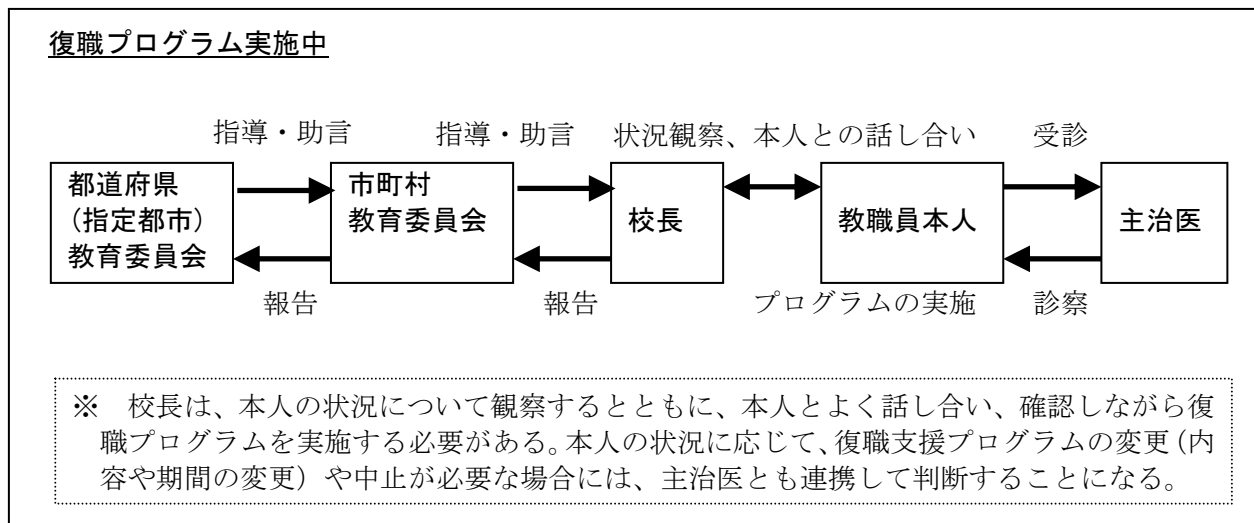 復職プログラム実施中
指導・助言 指導・助言 状況観察、本人との話し合い 受診
都道府県
(指定都市)
教育委員会
市町村
教育委員会
校長
教職員本人
主治医
報告 報告 プログラムの実施 診察
※ 校長は、本人の状況について観察するとともに、本人とよく話し合い、確認しながら復
職プログラムを実施する必要がある。本人の状況に応じて、復職支援プログラムの変更(内
容や期間の変更)や中止が必要な場合には、主治医とも連携して判断することになる。